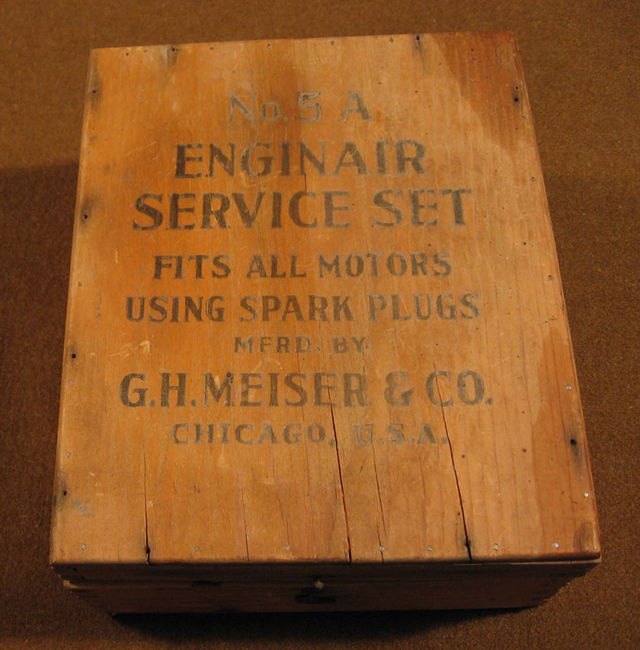 No. 5 A
ENGINAIR
SERVICE SET
FITS ALL MOTORS
USING SPARK PLUGS
MFRD. BY
G.H. MEISER & CO.
CHICAGO, U.S.A.